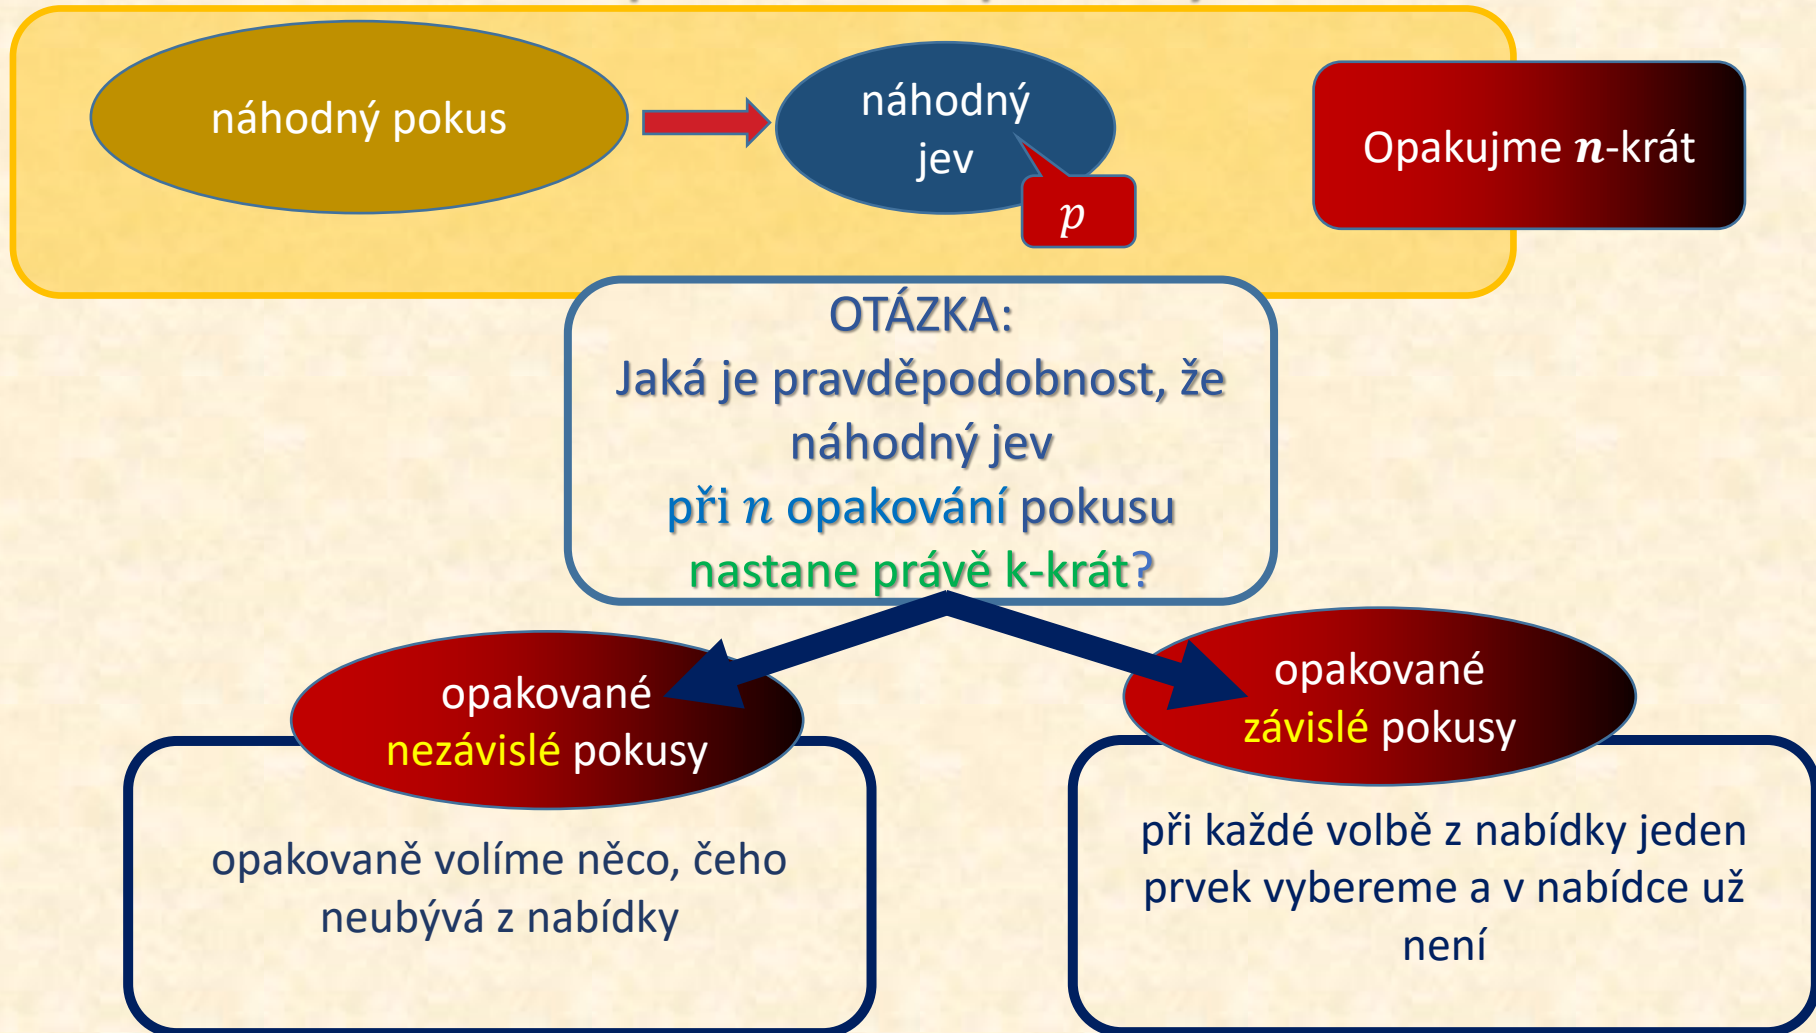 náhodný pokus
náhodný
jev
p
Opakujme n-krát
OTÁZKA:
Jaká je pravděpodobnost, že
náhodný jev
při n opakování pokusu
nastane právě k-krát?
opakované
nezávislé pokusy
opakovaně volíme něco, čeho
neubývá z nabídky
opakované
závislé pokusy
při každé volbě z nabídky jeden
prvek vybereme a v nabídce už
není